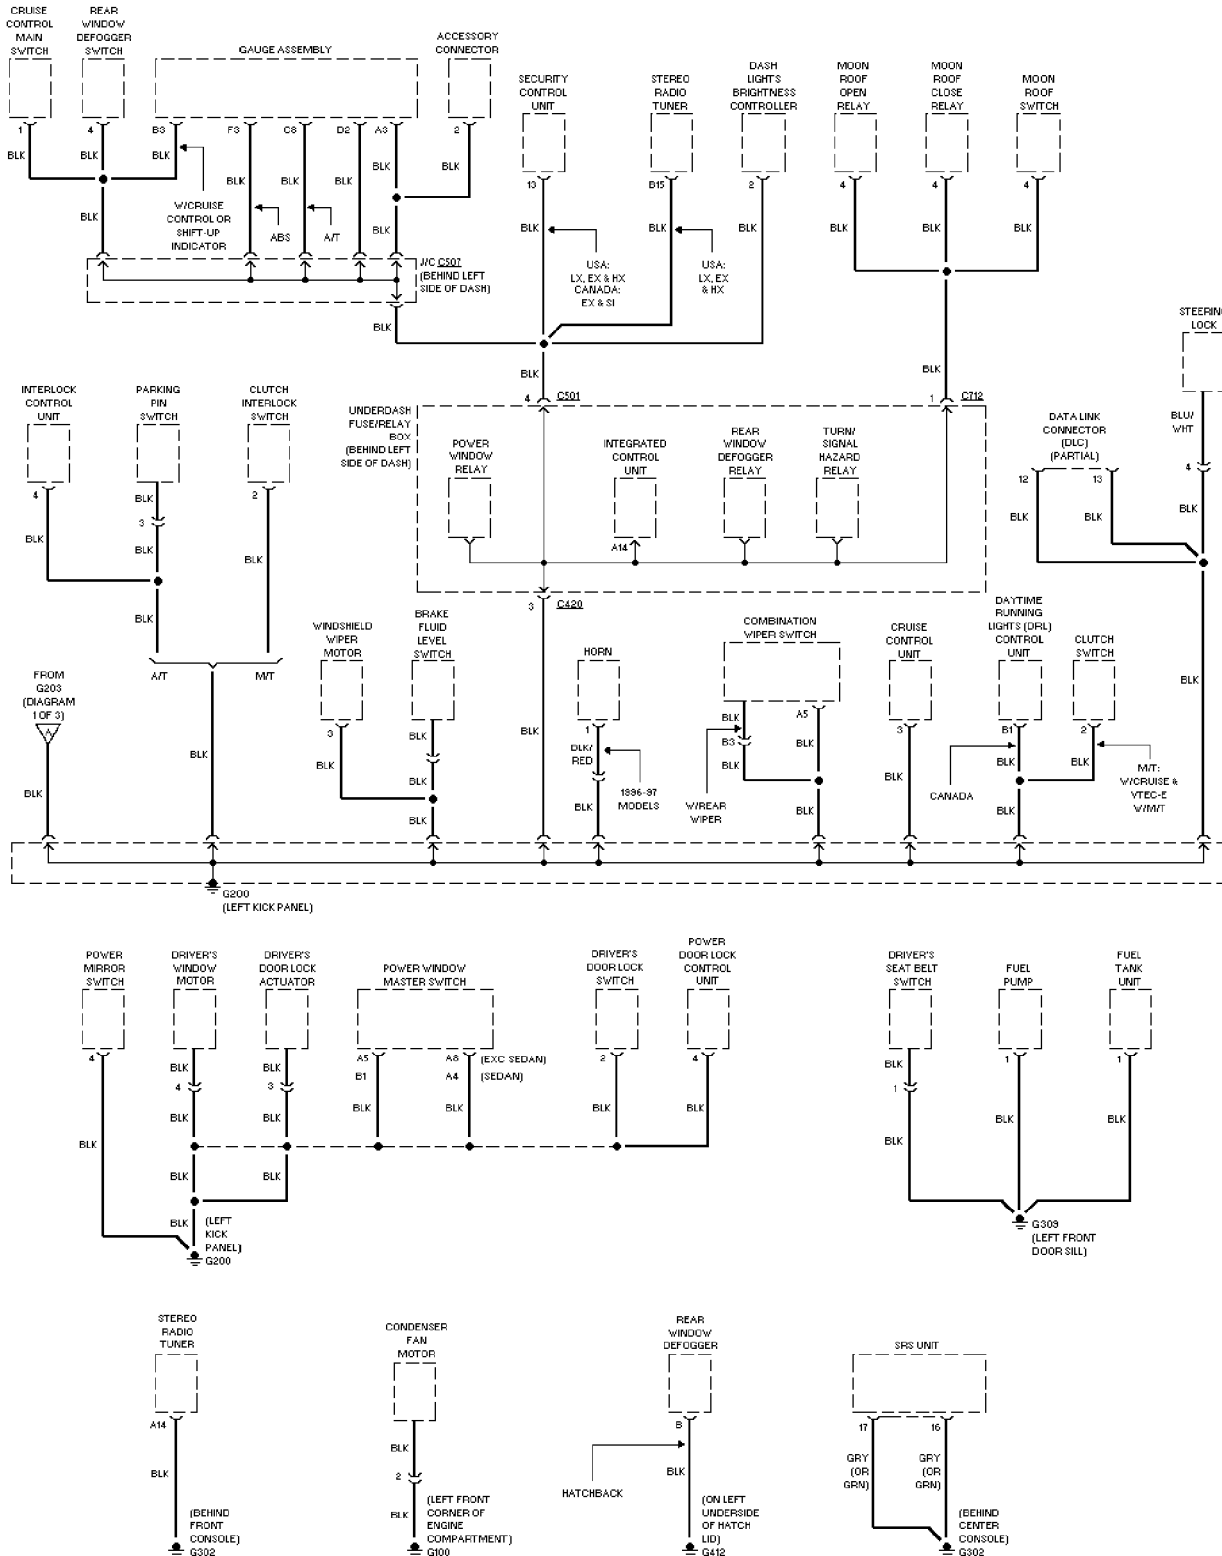 CRUISE
CONTROL
MAIN
SWITCH
REAR
WINDOW
DEFOGGER
SWITCH
GAUGE ASSEMBLY
ACCESSORY
CONNECTOR
SECURITY
CONTROL
UNIT
STEREO
RADIO
TUNER
DASH
LIGHTS
BRIGHTNESS
CONTROLLER
MOON
ROOF
OPEN
RELAY
MOON
ROOF
CLOSE
RELAY
MOON
ROOF
SWITCH
1
4
B3
F3
C8
D2
A3
2
BLK
BLK
BLK
BLK
BLK
BLK
BLK
BLK
13
B15
2
4
4
4
W/CRUISE
CONTROL OR
SHIFT-UP
INDICATOR
BLK
ABS
A/T
BLK
BLK
BLK
BLK
BLK
BLK
BLK
J/C C507
(BEHIND LEFT
SIDE OF DASH)
USA:
LX, EX & HX
CANADA:
EX & SI
USA:
LX, EX
& HX
BLK
BLK
BLK
STEERING
LOCK
INTERLOCK
CONTROL
UNIT
PARKING
PIN
SWITCH
CLUTCH
INTERLOCK
SWITCH
UNDERDASH
FUSE/RELAY
BOX
(BEHIND LEFT
SIDE OF DASH)
4
C501
1
C712
POWER
WINDOW
RELAY
INTEGRATED
CONTROL
UNIT
REAR
WINDOW
DEFOGGER
RELAY
TURN/
SIGNAL
HAZARD
RELAY
DATA LINK
CONNECTOR
(DLC)
(PARTIAL)
BLU/
WHT
4
12
13
4
BLK
2
3
BLK
BLK
BLK
A14
BLK
BLK
BLK
BLK
3
C420
A/T
M/T
WINDSHIELD
WIPER
MOTOR
BRAKE
FLUID
LEVEL
SWITCH
HORN
COMBINATION
WIPER SWITCH
CRUISE
CONTROL
UNIT
DAYTIME
RUNNING
LIGHTS (DRL)
CONTROL
UNIT
CLUTCH
SWITCH
FROM
G203
(DIAGRAM
1 OF 3)
A
BLK
BLK
BLK
3
BLK
BLK
BLK
BLK
BLK
1
BLK/
RED
BLK
1996-97
MODELS
BLK
A5
B3
BLK
BLK
BLK
W/REAR
WIPER
3
BLK
B1
BLK
BLK
CANADA
2
BLK
M/T:
W/CRUISE &
VTEC-E
W/M/T
BLK
G200
(LEFT KICK PANEL)
POWER
MIRROR
SWITCH
DRIVER'S
WINDOW
MOTOR
DRIVER'S
DOOR LOCK
ACTUATOR
POWER WINDOW
MASTER SWITCH
DRIVER'S
DOOR LOCK
SWITCH
POWER
DOOR LOCK
CONTROL
UNIT
DRIVER'S
SEAT BELT
SWITCH
FUEL
PUMP
FUEL
TANK
UNIT
4
BLK
BLK
A5
A8
(EXC SEDAN)
B1
A4
(SEDAN)
2
4
BLK
1
1
4
3
1
BLK
BLK
BLK
BLK
BLK
BLK
BLK
BLK
BLK
BLK
BLK
BLK
BLK
BLK
(LEFT
KICK
PANEL)
G200
G309
(LEFT FRONT
DOOR SILL)
STEREO
RADIO
TUNER
CONDENSER
FAN
MOTOR
REAR
WINDOW
DEFOGGER
SRS UNIT
A14
B
17
16
BLK
BLK
2
BLK
HATCHBACK
BLK
GRY
(OR
GRN)
GRY
(OR
GRN)
(BEHIND
FRONT
CONSOLE)
G302
(LEFT FRONT
CORNER OF
ENGINE
COMPARTMENT)
G100
(ON LEFT
UNDERSIDE
OF HATCH
LID)
G412
(BEHIND
CENTER
CONSOLE)
G302